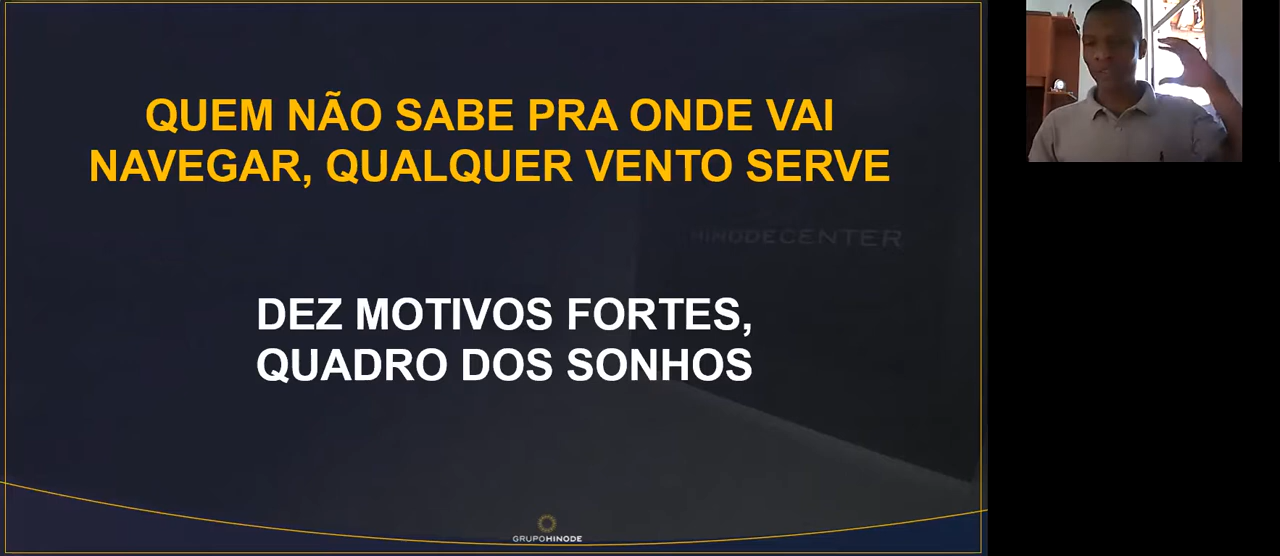 QUEM NÃO SABE PRA ONDE VAI
NAVEGAR, QUALQUER VENTO SERVE
HINODECENTER
DEZ MOTIVOS FORTES,
QUADRO DOS SONHOS
GRUPOHINODE